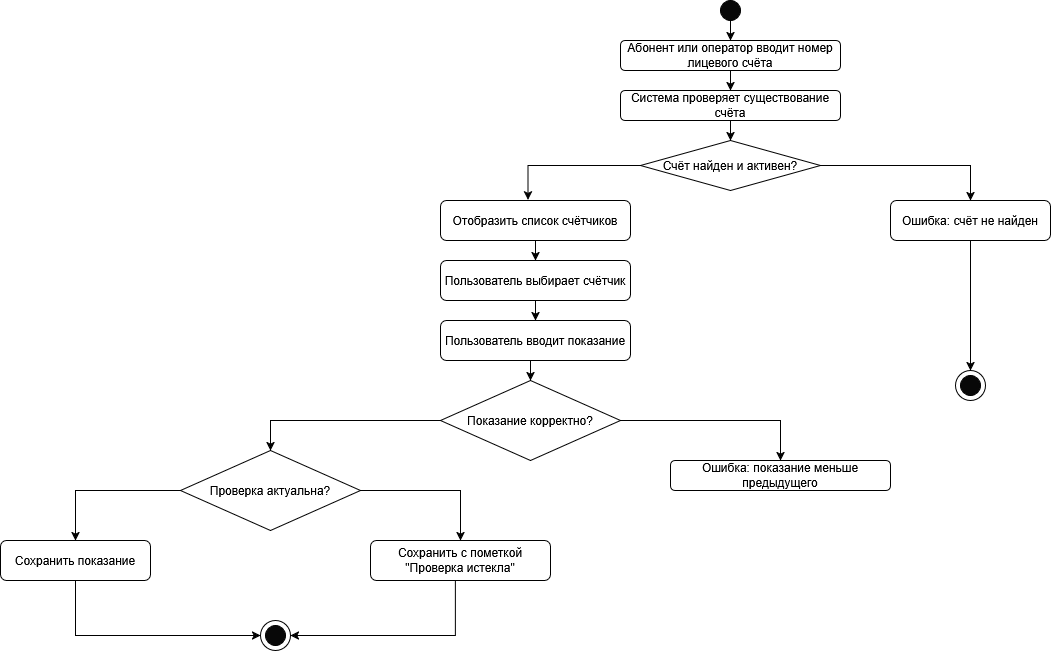 Абонент или оператор вводит номер
лицевого счёта
Система проверяет существование
счёта
Счёт найден и активен?
Отобразить список счётчиков
Ошибка: счёт не найден
Пользователь выбирает счётчик
Пользователь вводит показание
Показание корректно?
Ошибка: показание меньше
предыдущего
Проверка актуальна?
Сохранить показание
Сохранить с пометкой
"Проверка истекла"